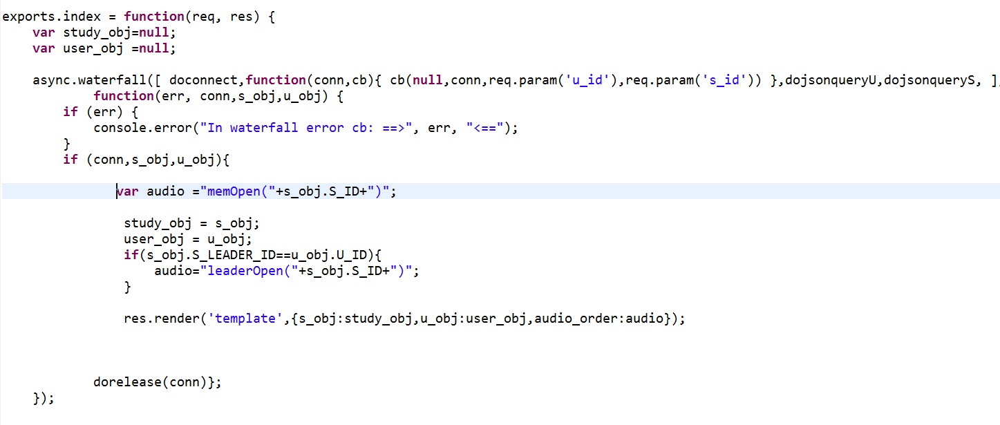 exports.index = function(req, res) {
    var study_obj=null;
    var user_obj =null;
    async.waterfall([ doconnect,function(conn,cb){ cb(null,conn,req.param('u_id'),req.param('s_id')) },dojsonqueryU,dojsonqueryS, ],
            function(err, conn,s_obj,u_obj) {
        if (err) {
            console.error("In waterfall error cb: ==>", err, "<==");
        }
        if (conn,s_obj,u_obj){
               var audio ="memOpen("+s_obj.S_ID+")";
                study_obj = s_obj;
                user_obj = u_obj;
                if(s_obj.S_LEADER_ID==u_obj.U_ID){
                    audio="leaderOpen("+s_obj.S_ID+")";
                }
                res.render('template',{s_obj:study_obj,u_obj:user_obj,audio_order:audio});
            dorelease(conn)};
    });